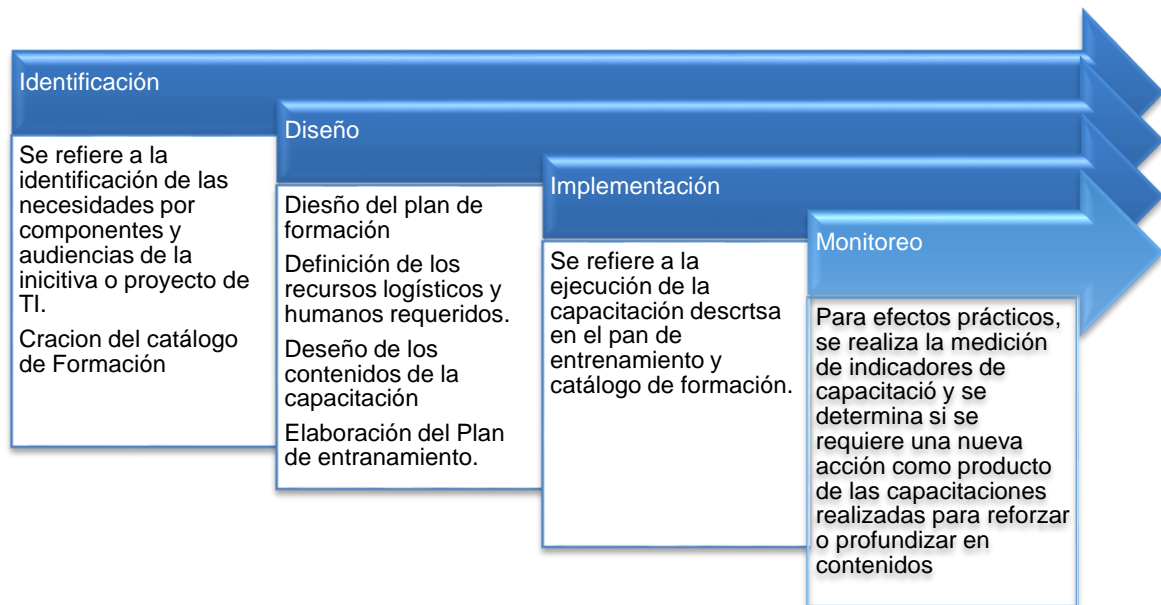 Identificación
Se refiere a la
identificación de las
necesidades por
componentes y
audiencias de la
inicitiva o proyecto de
TI.
Cracion del catálogo
de Formación
Diseño
Diesño del plan de
formación
Definición de los
recursos logísticos y
humanos requeridos.
Deseño de los
contenidos de la
capacitación
Elaboración del Plan
de entranamiento.
Implementación
Se refiere a la
ejecución de la
capacitación descrtsa
en el pan de
entrenamiento y
catálogo de formación.
Monitoreo
Para efectos prácticos,
se realiza la medición
de indicadores de
capacitació y se
determina si se
requiere una nueva
acción como producto
de las capacitaciones
realizadas para reforzar
o profundizar en
contenidos